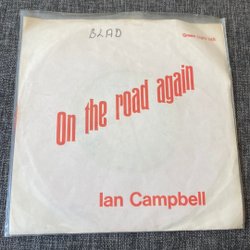 BLAD
On the road again
Ian Campbell